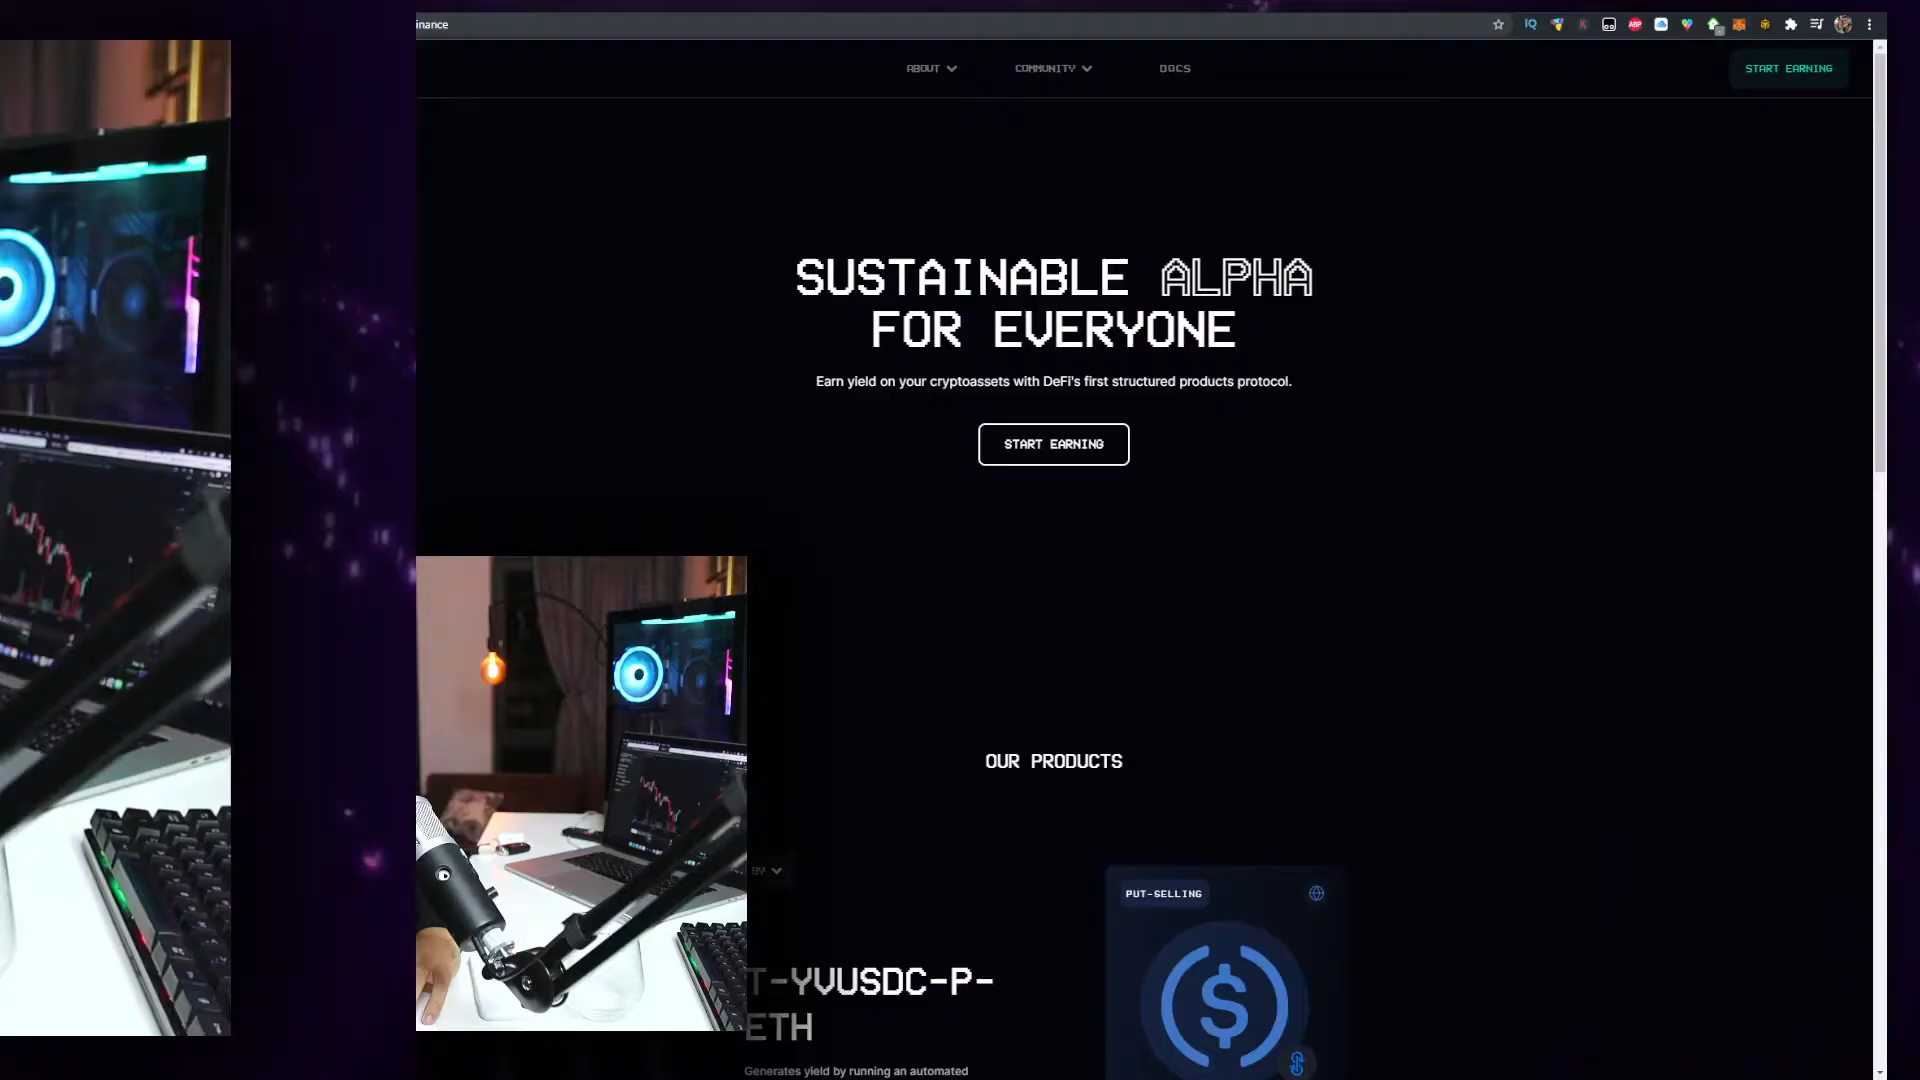 inance
ABOUT
COMMUNITY
DOCS
START EARNING
SUSTAINABLE ALPHA
FOR EVERYONE
Earn yield on your cryptoassets with DeFi's first structured products protocol.
START EARNING
OUR PRODUCTS
BY
PUT-SELLING
T-YVUSDC-P-
ETH
Generates yield by running an automated